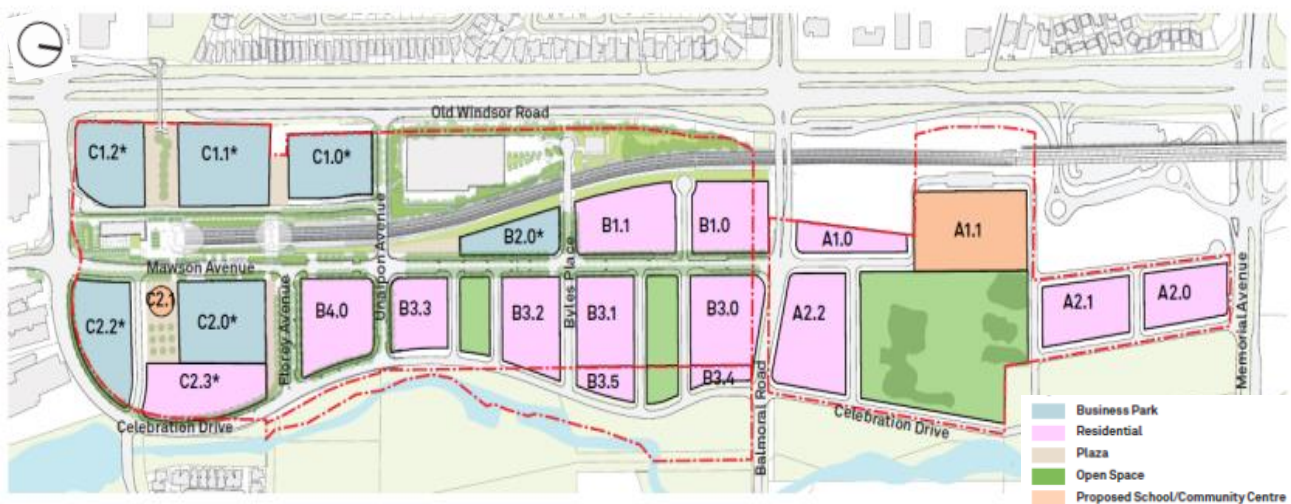 Old Windsor Road
C1.2*
C1.1*
C1.0*
Unaipon Avenue
B2.0*
Byles Place
B1.1
B1.0
A1.0
A1.1
Mawson Avenue
C2.2*
C2.1
C2.0*
C2.3*
Florey Avenue
B4.0
B3.3
B3.2
B3.1
B3.5
B3.0
B3.4
Balmoral Road
A2.2
A2.1
A2.0
Memorial Avenue
Celebration Drive
Celebration Drive
Business Park
Residential
Plaza
Open Space
Proposed School/Community Centre